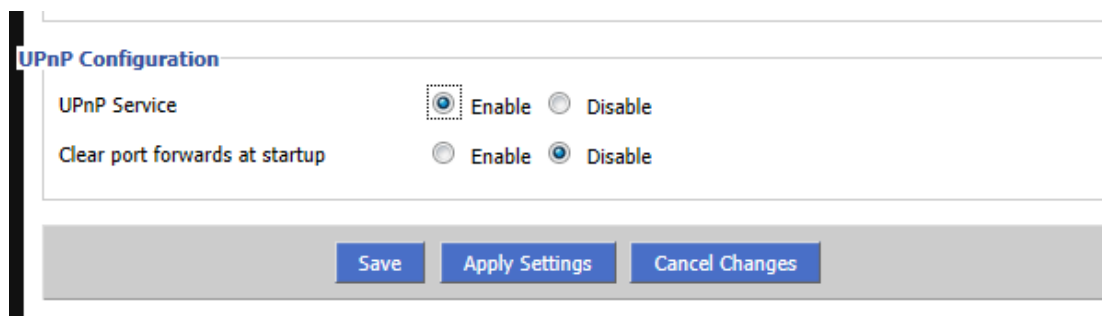 UPnP Configuration
UPnP Service Enable Disable
Clear port forwards at startup Enable Disable
Save Apply Settings Cancel Changes